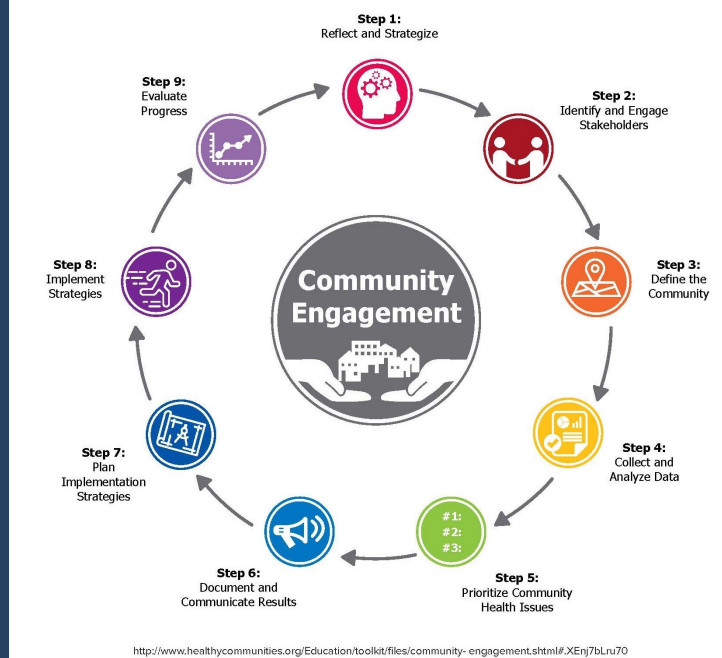 Step 1:
Reflect and Strategize
Step 2:
Identify and Engage
Stakeholders
Step 3:
Define the
Community
Step 4:
Collect and
Analyze Data
Step 5:
Prioritize Community
Health Issues
#1:
#2:
#3:
Step 6:
Document and
Communicate Results
Step 7:
Plan
Implementation
Strategies
Step 8:
Implement
Strategies
Step 9:
Evaluate
Progress
Community
Engagement
http://www.healthycommunities.org/Education/toolkit/files/community- engagement.shtml#.XEnj7bLru70